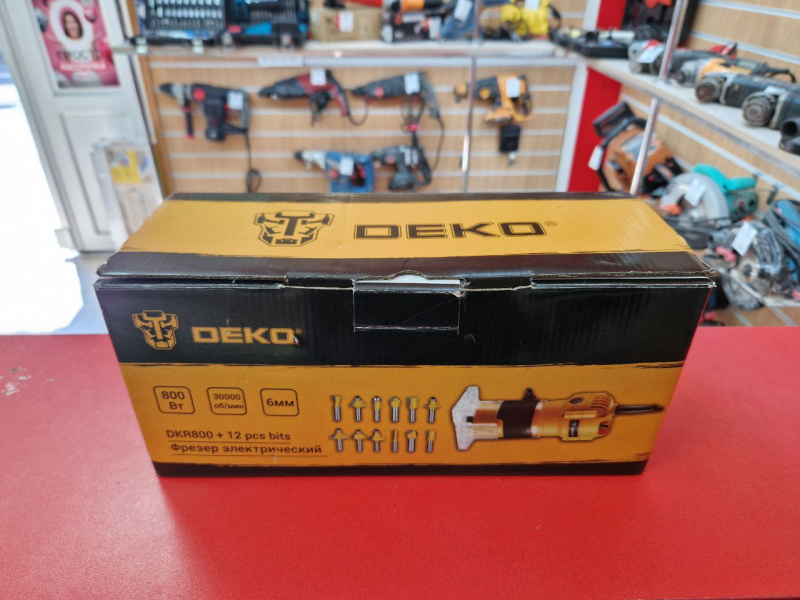 DEKO®
DEKO®
800
Вт
30000
об/мин
6мм
DKR800 + 12 pcs bits
Фрезер электрический